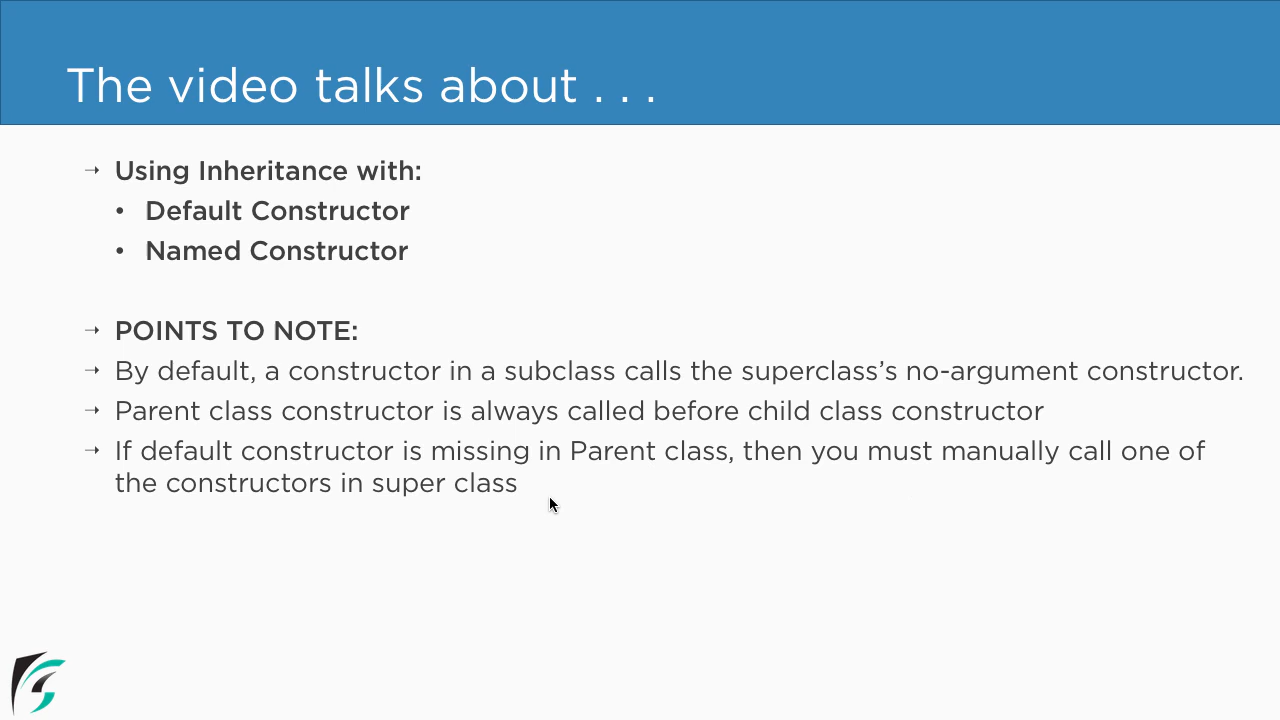 The video talks about . . .
→ Using Inheritance with:
• Default Constructor
• Named Constructor
→ POINTS TO NOTE:
→ By default, a constructor in a subclass calls the superclass’s no-argument constructor.
→ Parent class constructor is always called before child class constructor
→ If default constructor is missing in Parent class, then you must manually call one of
the constructors in super class